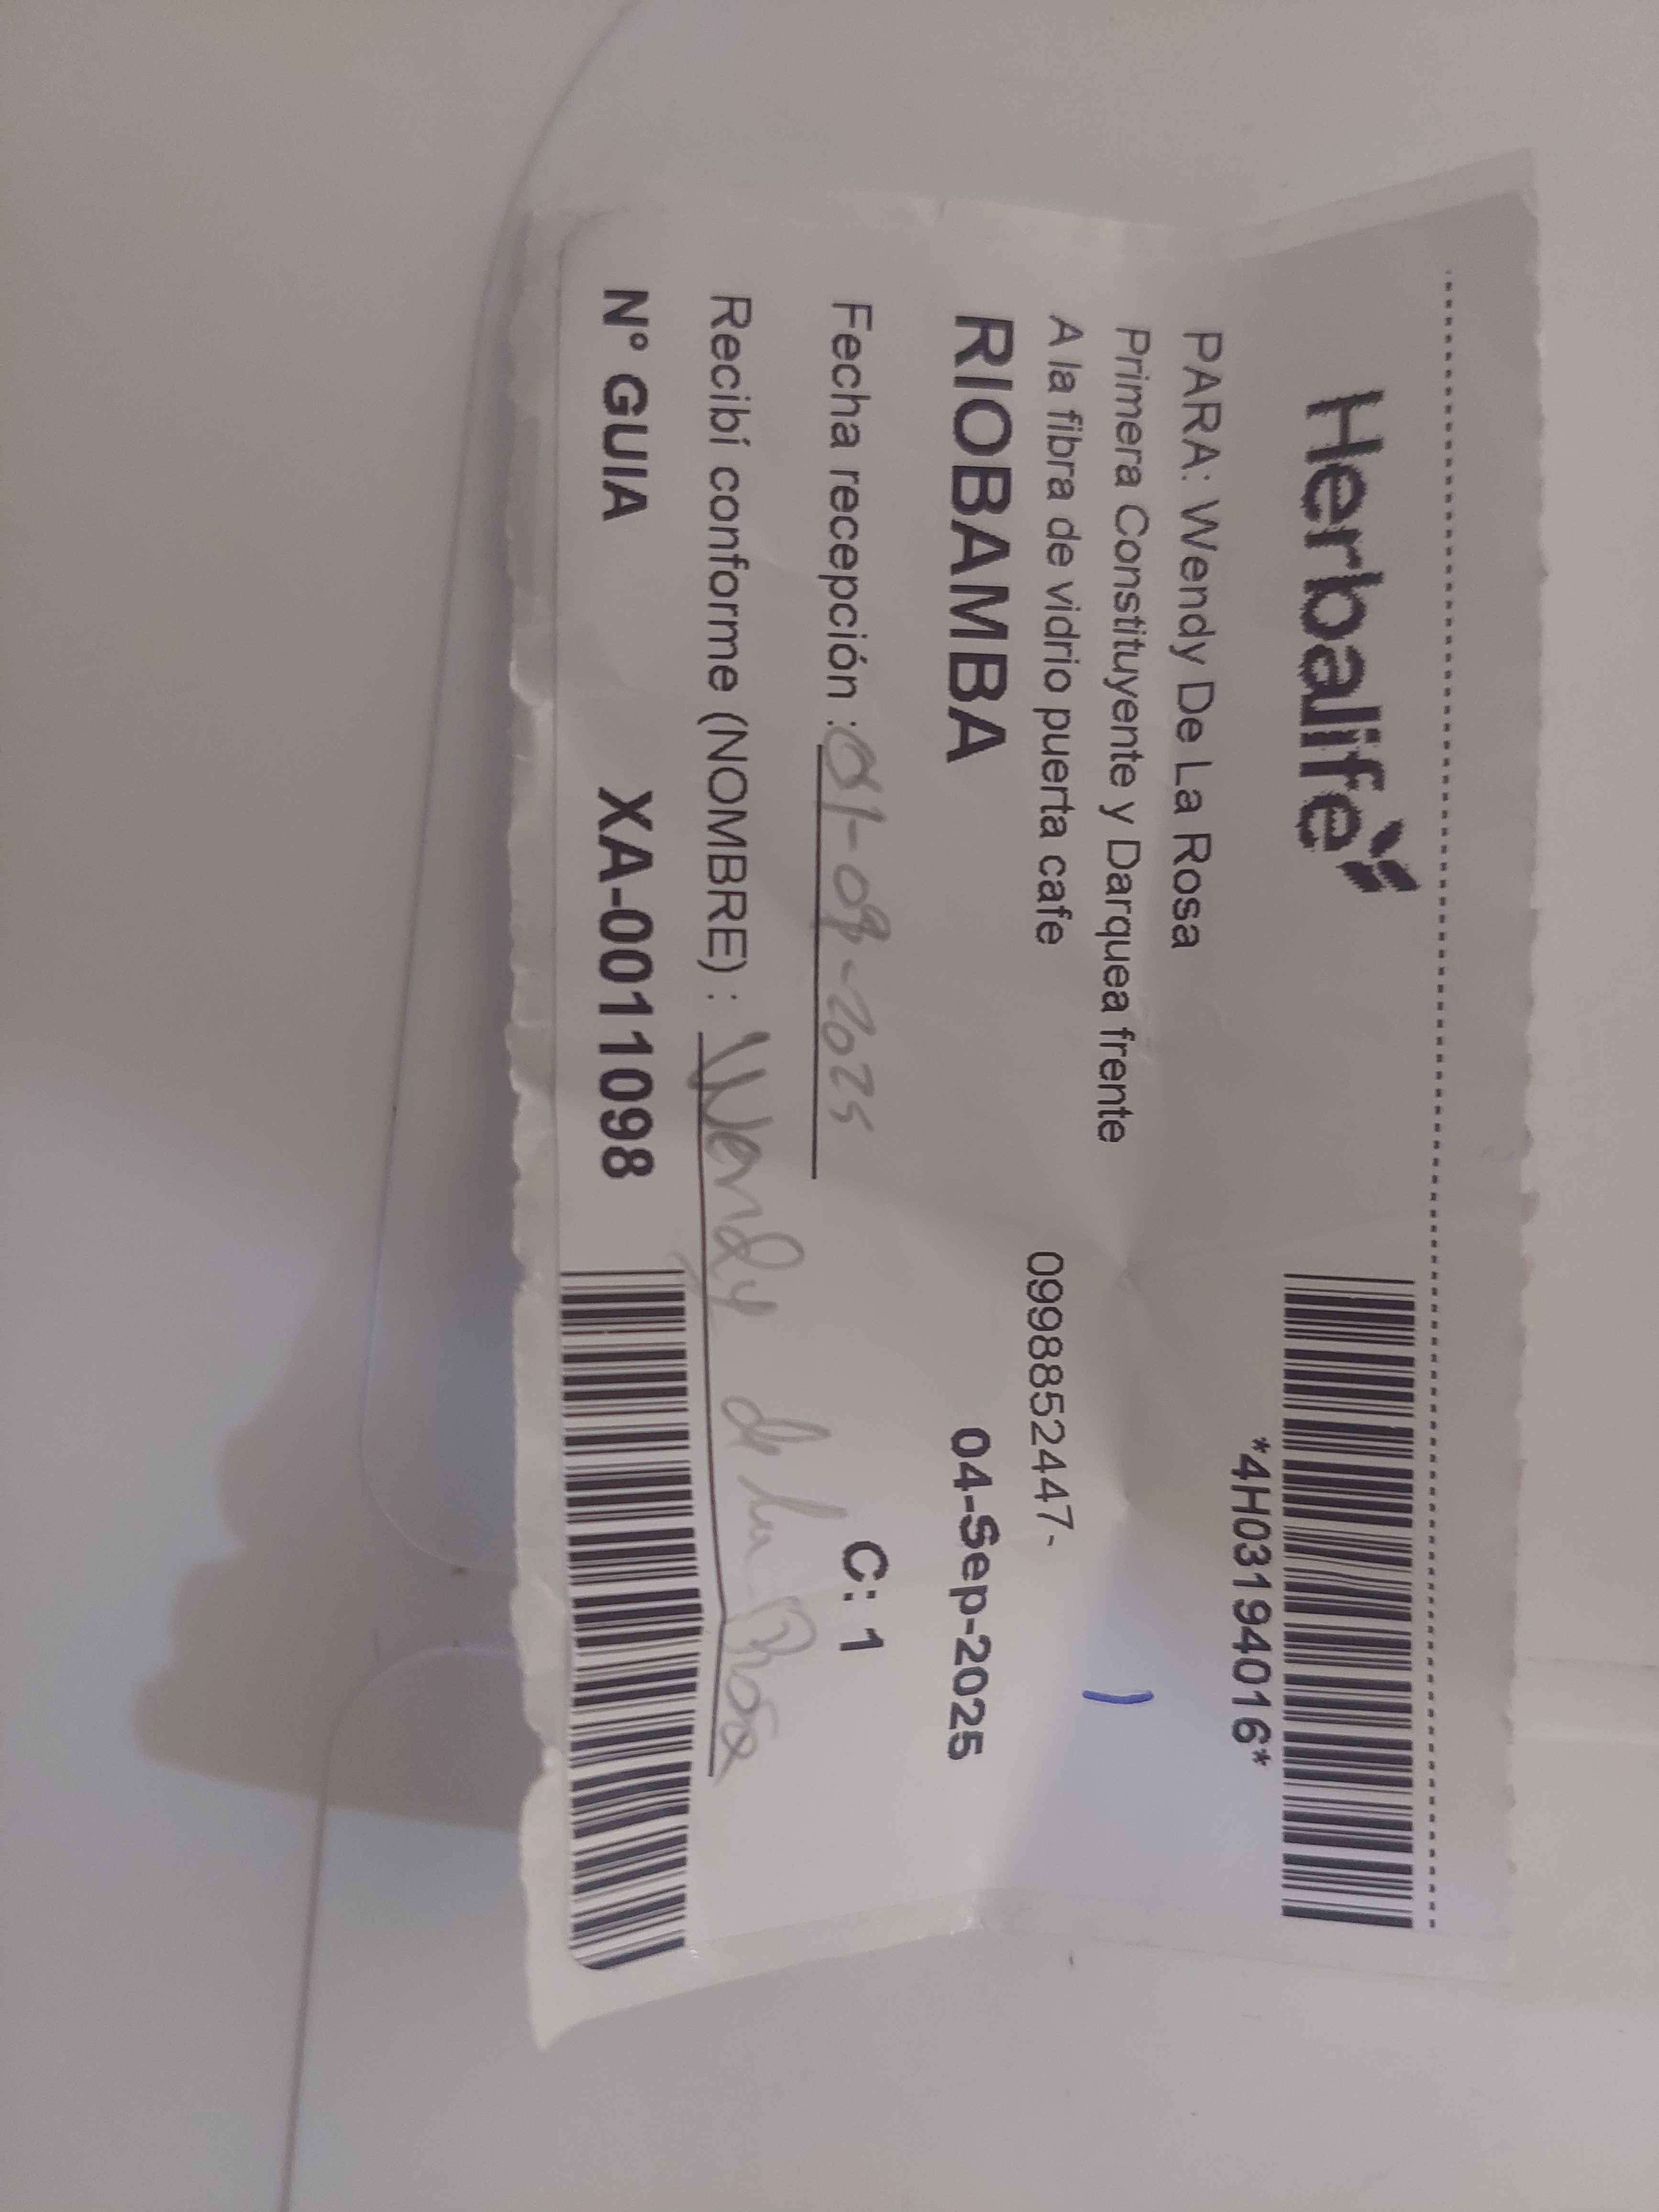 Herbalife
*4H03194016*
PARA: Wendy De La Rosa
Primera Constituyente y Darquea frente
A la fibra de vidrio puerta cafe
0998852447-
RIOBAMBA
04-Sep-2025
Fecha recepción : 01-09-2025
C: 1
Recibí conforme (NOMBRE) : Wendy de la Rosa
N° GUIA XA-0011098